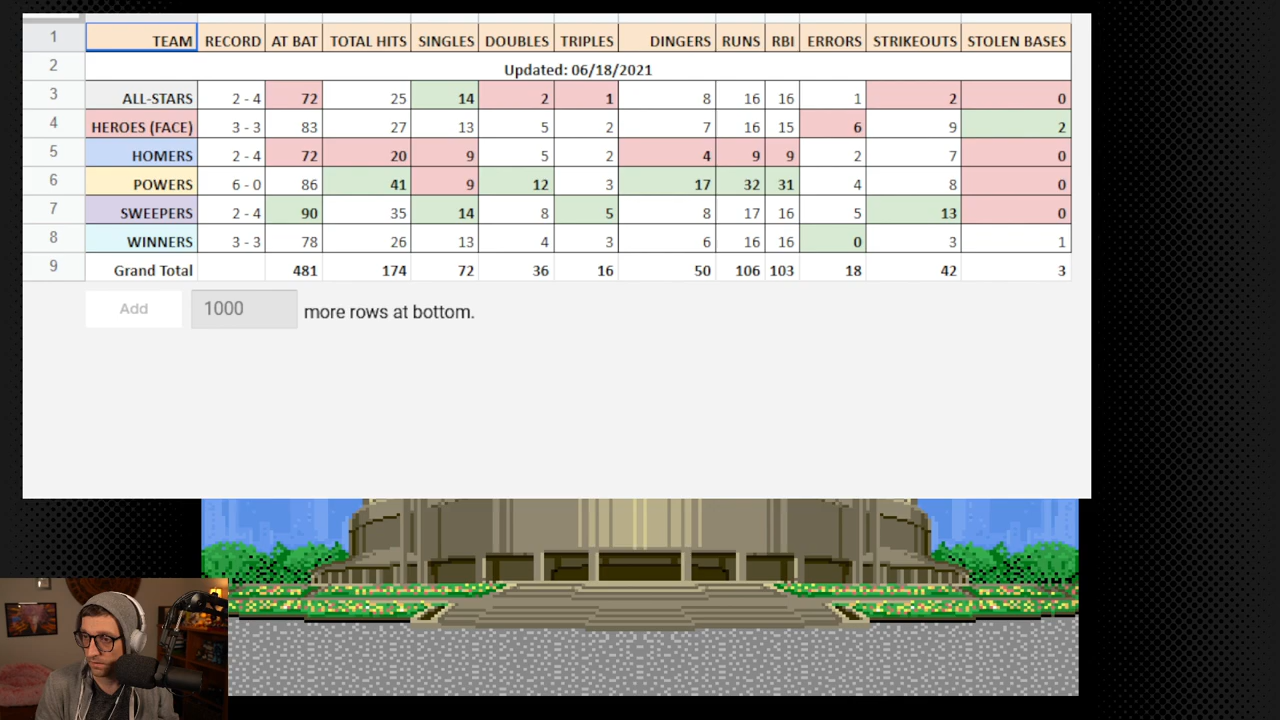 1 TEAM RECORD AT BAT TOTAL HITS SINGLES DOUBLES TRIPLES DINGERS RUNS RBI ERRORS STRIKEOUTS STOLEN BASES
2 Updated: 06/18/2021
3 ALL-STARS 2 - 4 72 25 14 2 1 8 16 16 1 2 0
4 HEROES (FACE) 3 - 3 83 27 13 5 2 7 16 15 6 9 2
5 HOMERS 2 - 4 72 20 9 5 2 4 9 9 2 7 0
6 POWERS 6 - 0 86 41 9 12 3 17 32 31 4 8 0
7 SWEEPERS 2 - 4 90 35 14 8 5 8 17 16 5 13 0
8 WINNERS 3 - 3 78 26 13 4 3 6 16 16 0 3 1
9 Grand Total 481 174 72 36 16 50 106 103 18 42 3
Add 1000 more rows at bottom.